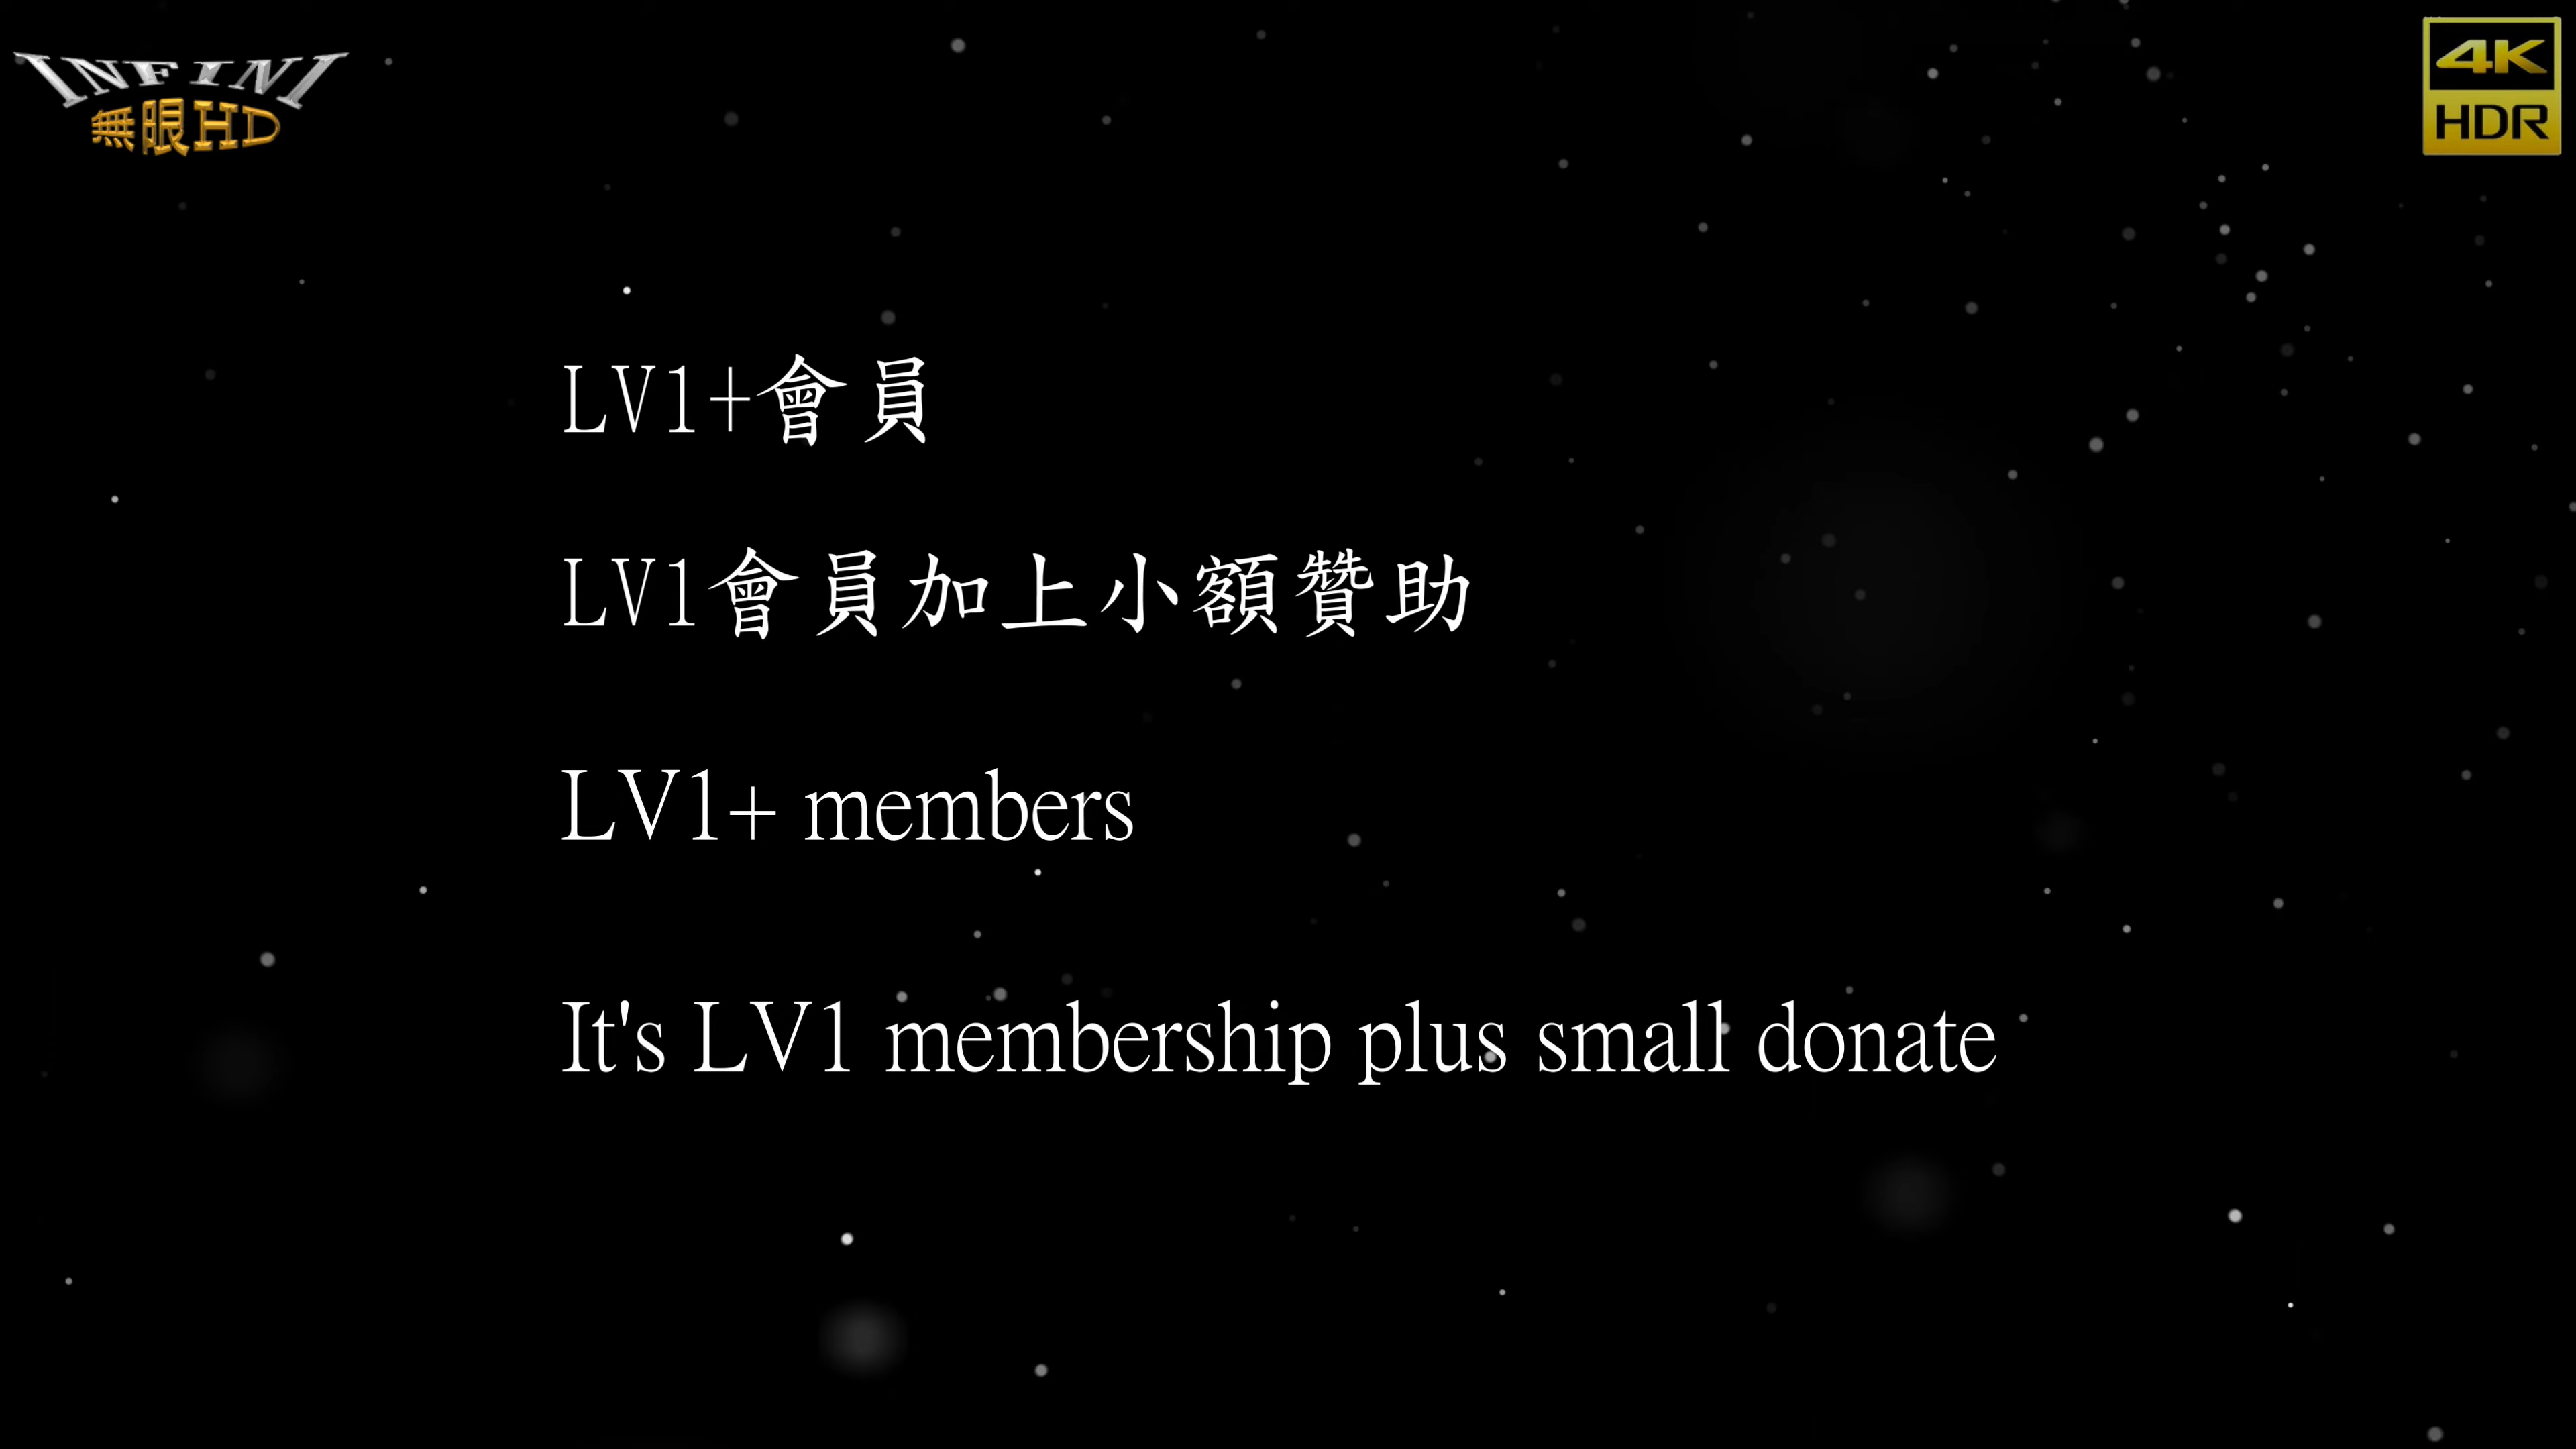 INFINI
無限HD
4K
HDR
LV1+會員
LV1會員加上小額贊助
LV1+ members
It's LV1 membership plus small donate